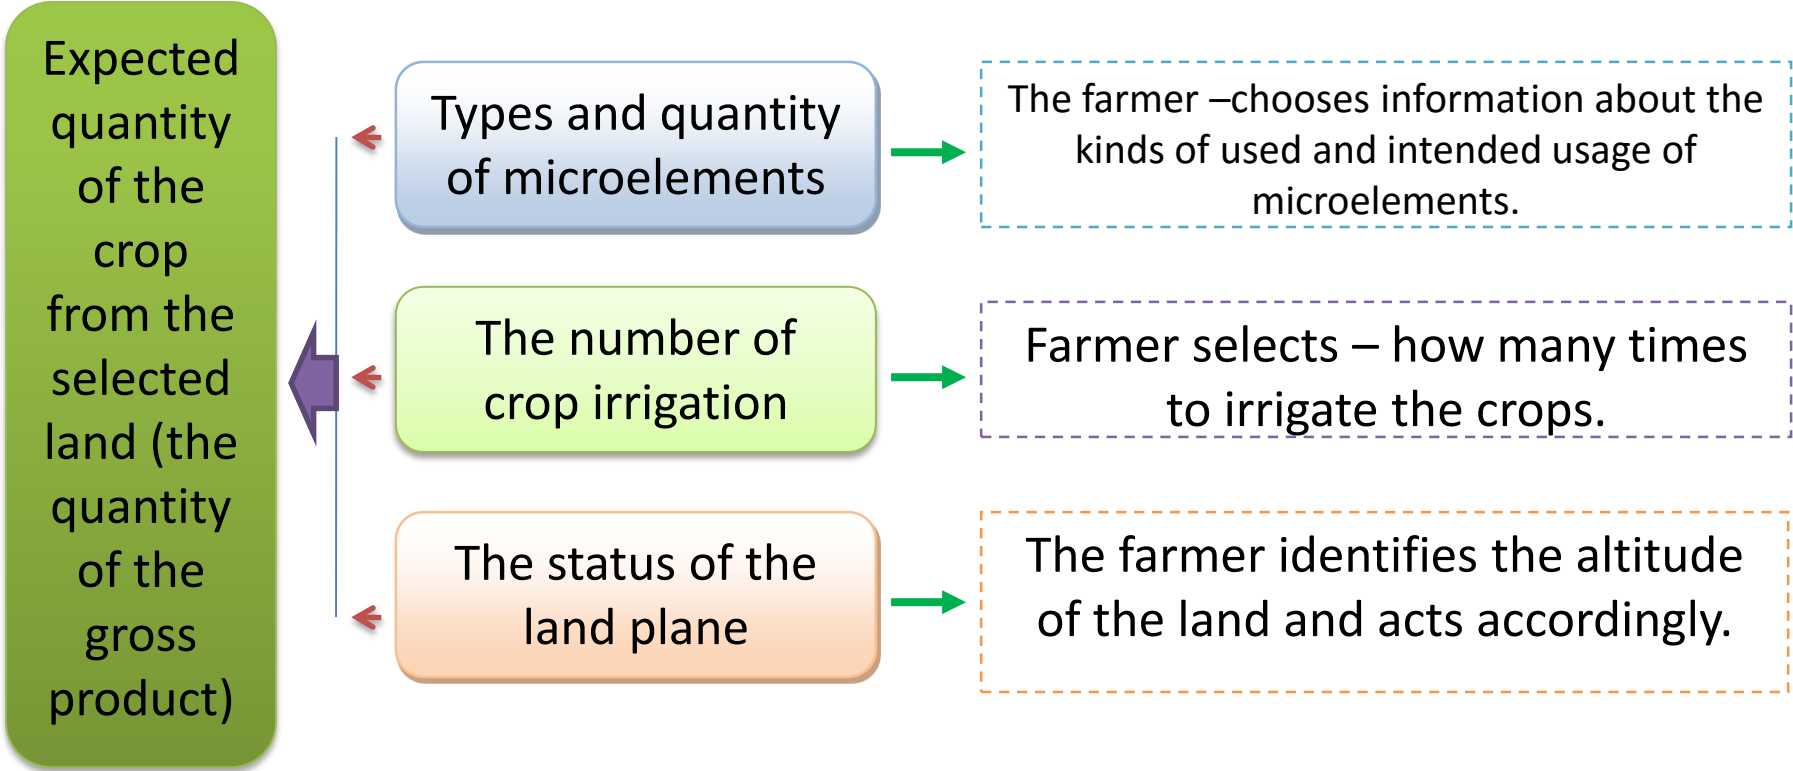 Expected
quantity
of the
crop
from the
selected
land (the
quantity
of the
gross
product)
Types and quantity
of microelements
The farmer –chooses information about the
kinds of used and intended usage of
microelements.
The number of
crop irrigation
Farmer selects – how many times
to irrigate the crops.
The status of the
land plane
The farmer identifies the altitude
of the land and acts accordingly.